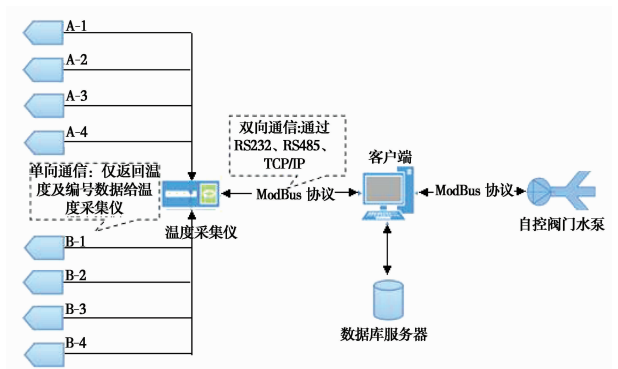 A-1
A-2
A-3
A-4
双向通信:通过
RS232、RS485、
TCP/IP
客户端
单向通信：仅返回温
度及编号数据给温
度采集仪
ModBus 协议
ModBus 协议
温度采集仪
自控阀门水泵
B-1
B-2
B-3
B-4
数据库服务器